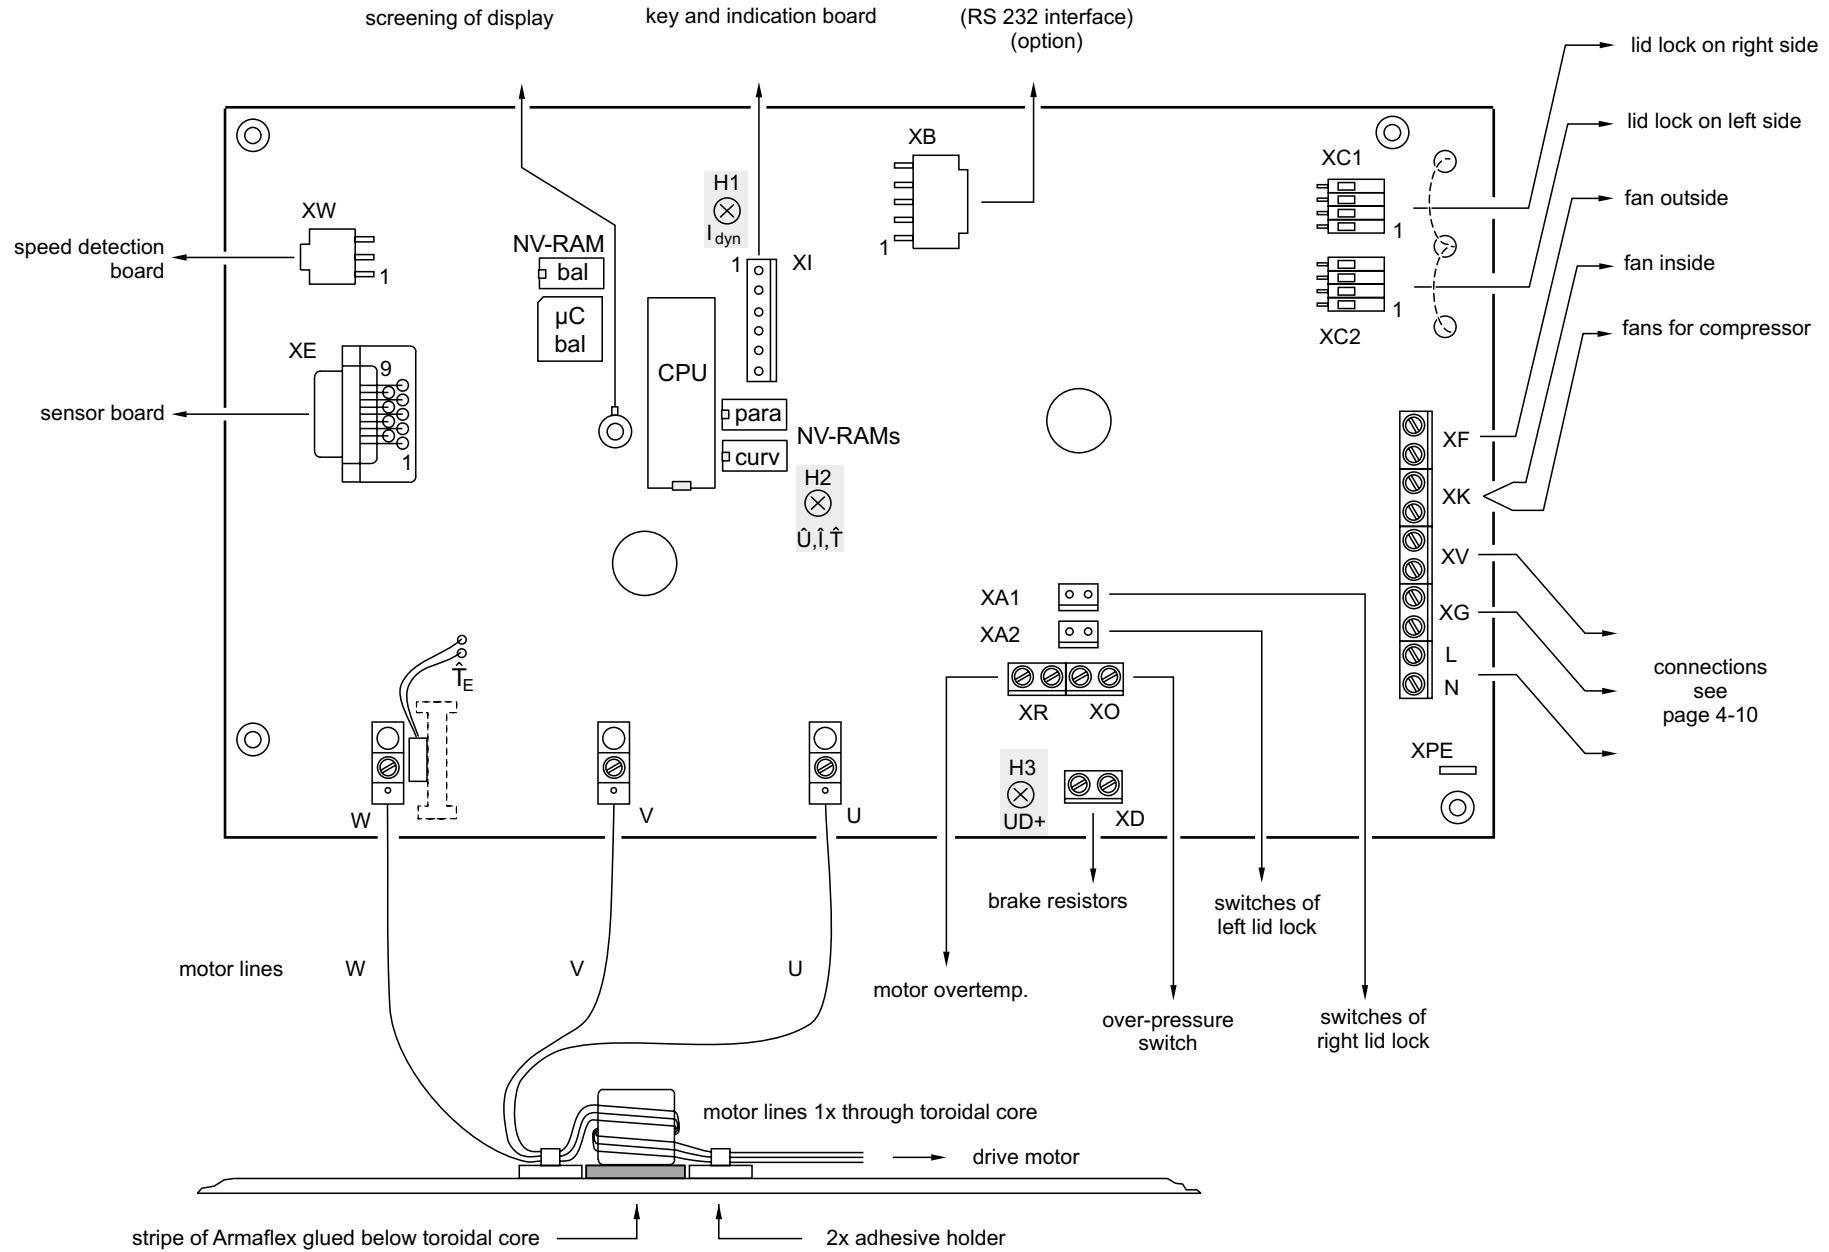 screening of display
key and indication board
(RS 232 interface)
(option)
lid lock on right side
lid lock on left side
fan outside
fan inside
fans for compressor
XB
XC1
1
1
XC2
H1
I dyn
XW
1
speed detection
board
NV-RAM
bal
µC
bal
1
XI
1
XE
9
1
sensor board
CPU
para
curv
NV-RAMs
H2
Û,Î,T̂
XF
XK
XV
XG
L
N
connections
see
page 4-10
XPE
XA1
XA2
XR
XO
T̂E
H3
UD+
XD
W
V
U
brake resistors
switches of
left lid lock
motor lines
W
V
U
motor overtemp.
over-pressure
switch
switches of
right lid lock
motor lines 1x through toroidal core
drive motor
stripe of Armaflex glued below toroidal core
2x adhesive holder